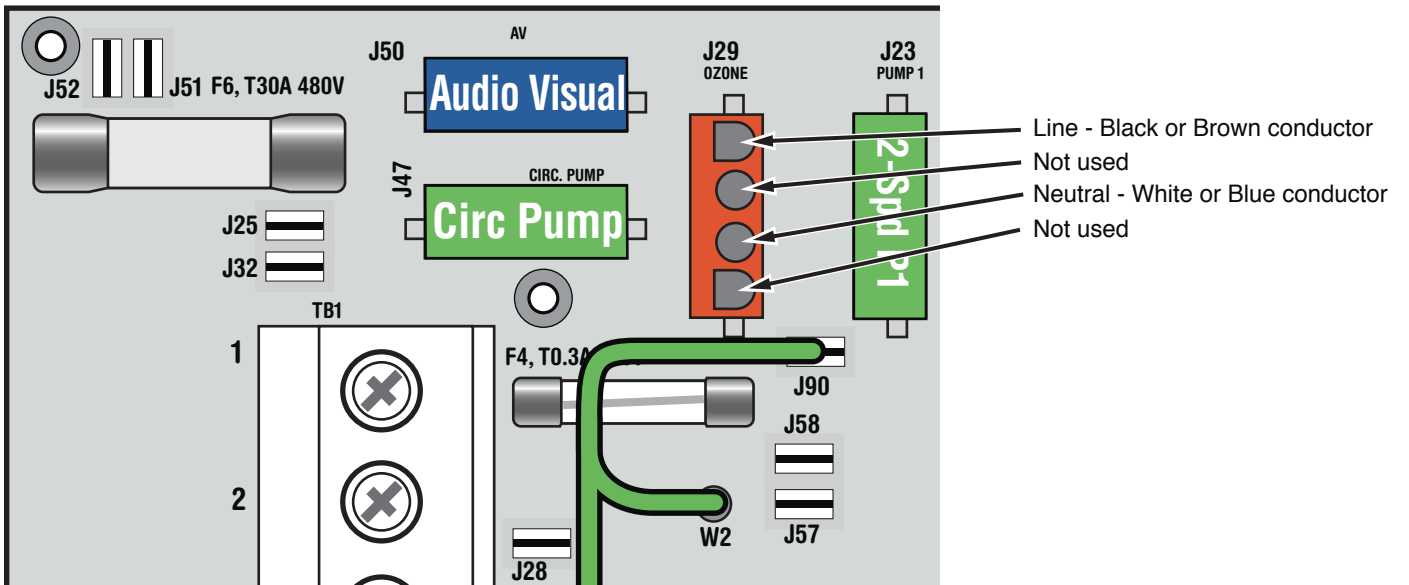 AV
J50
J29
OZONE
J23
PUMP 1
J52
J51
F6, T30A 480V
Audio Visual
Line - Black or Brown conductor
Not used
Neutral - White or Blue conductor
Not used
J47
CIRC. PUMP
Circ Pump
2-Spd P1
J25
J32
TB1
1
F4, T0.3A
J90
J58
2
W2
J57
J28